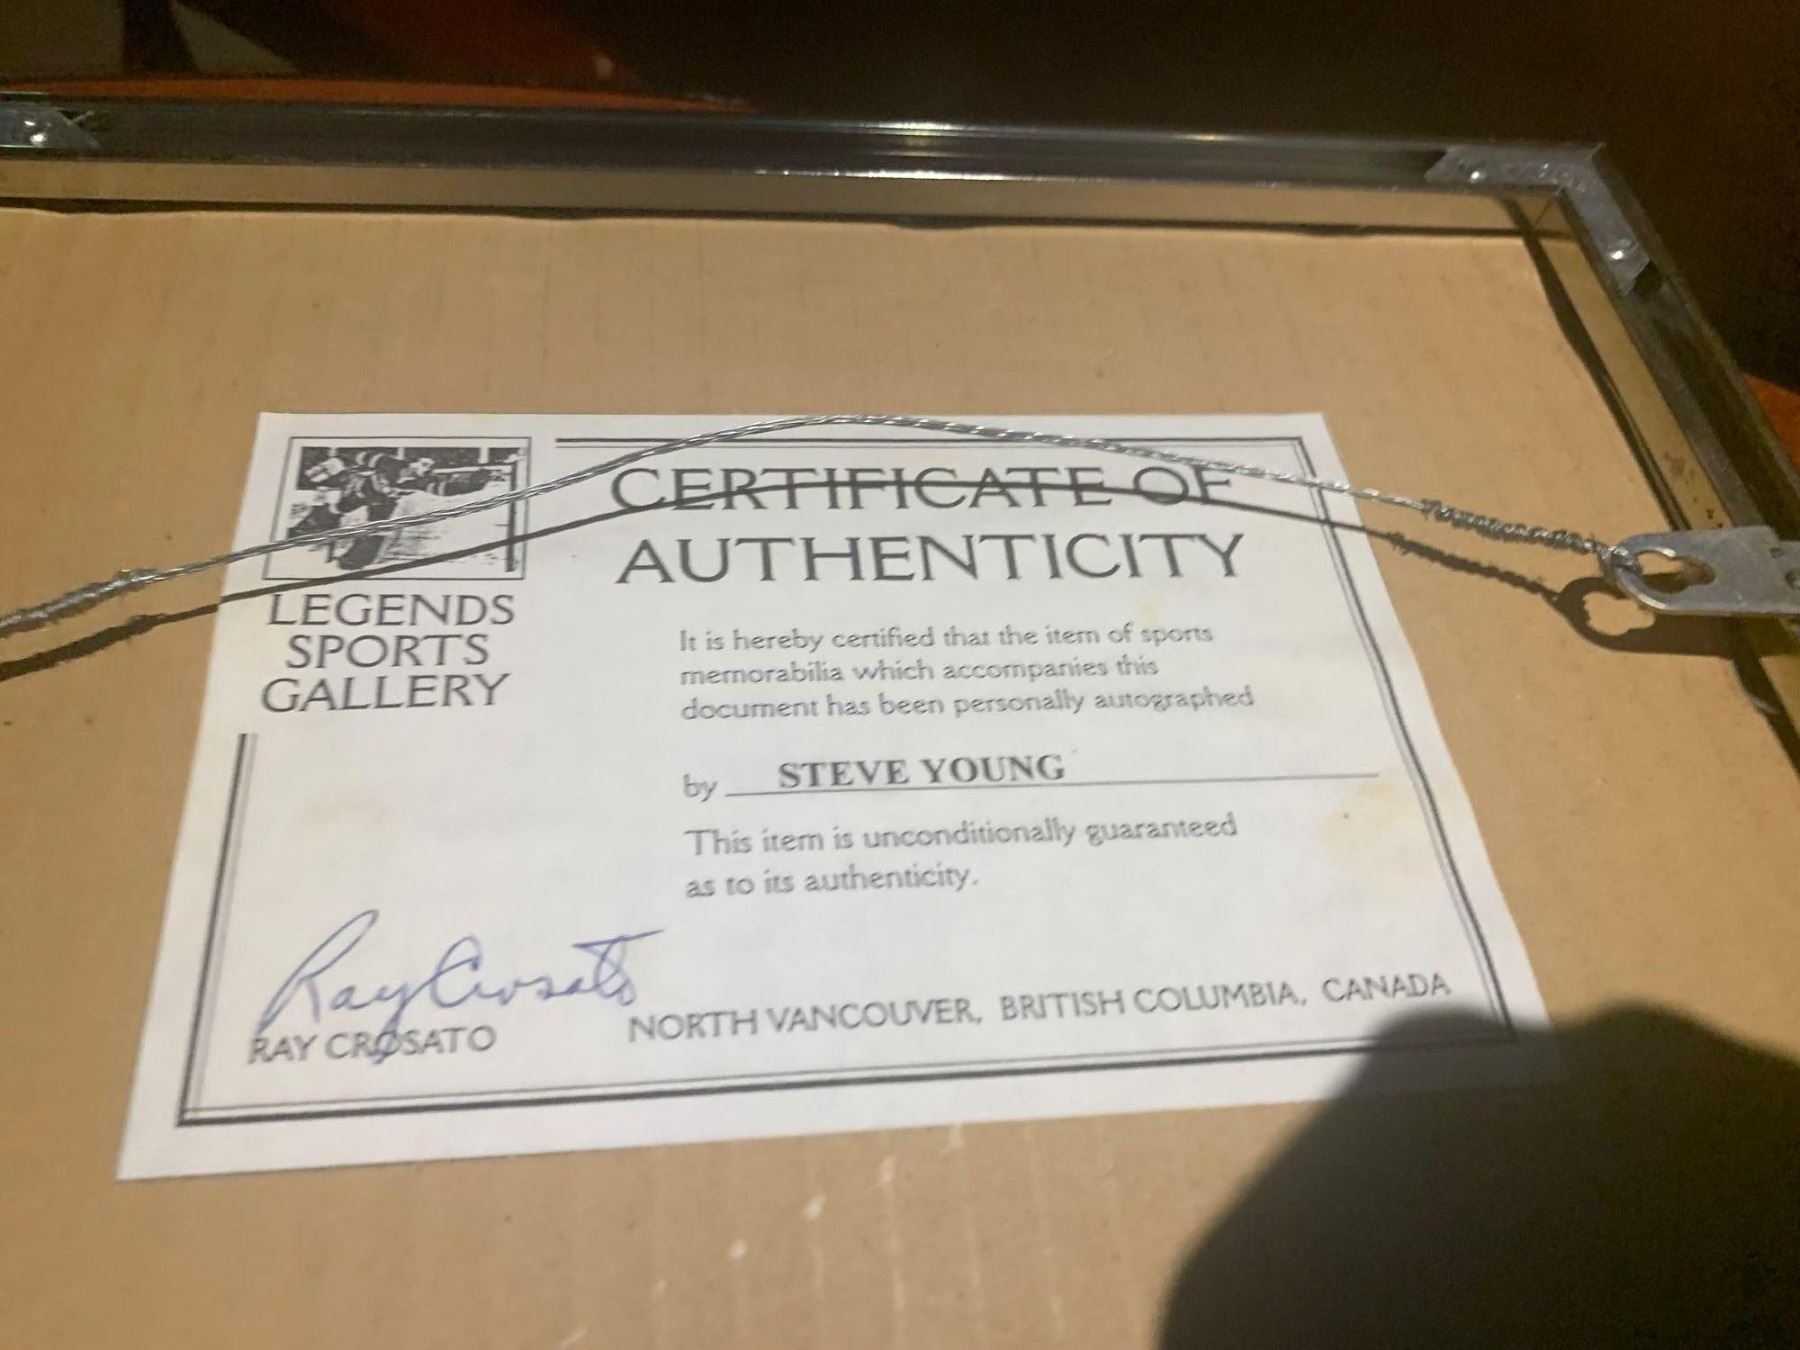 CERTIFICATE OF
AUTHENTICITY
LEGENDS
SPORTS
GALLERY
It is hereby certified that the item of sports
memorabilia which accompanies this
document has been personally autographed
by STEVE YOUNG
This item is unconditionally guaranteed
as to its authenticity.
Ray Crosato
RAY CROSATO
NORTH VANCOUVER, BRITISH COLUMBIA, CANADA